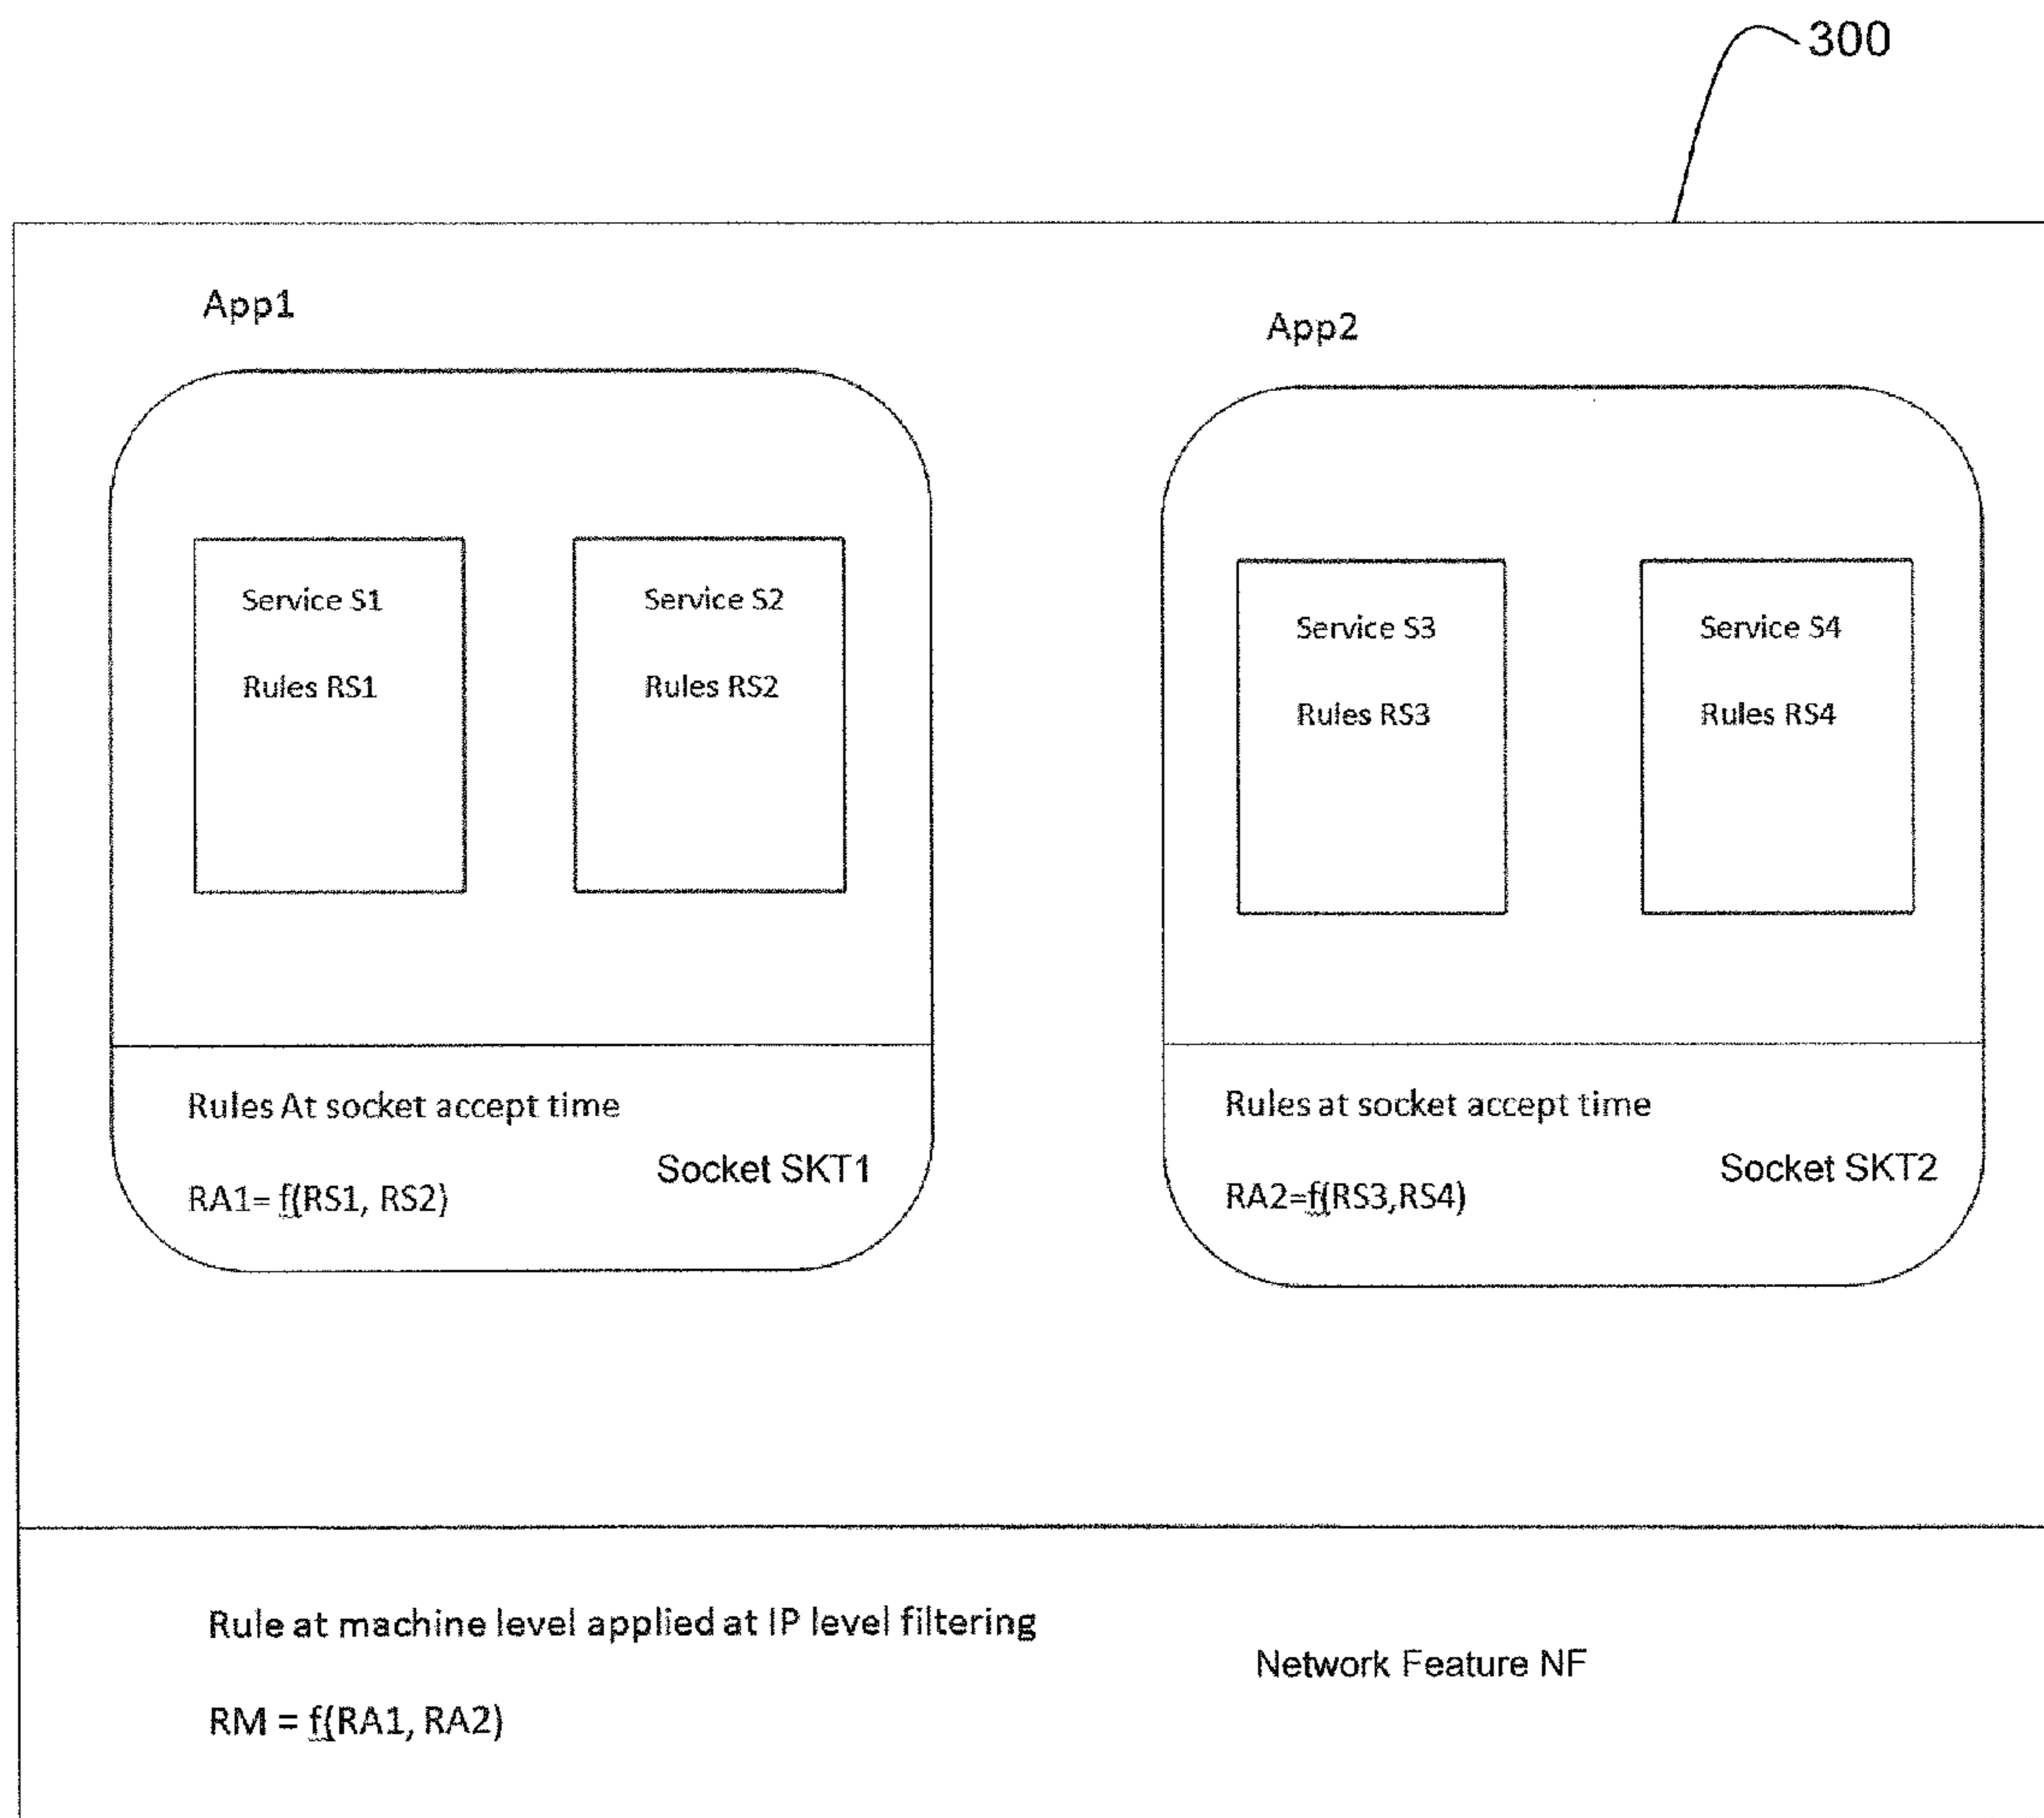 300
App1
App2
Service S1
Rules RS1
Service S2
Rules RS2
Service S3
Rules RS3
Service S4
Rules RS4
Rules At socket accept time
Socket SKT1
RA1= f(RS1, RS2)
Rules at socket accept time
Socket SKT2
RA2=f(RS3,RS4)
Rule at machine level applied at IP level filtering
Network Feature NF
RM = f(RA1, RA2)